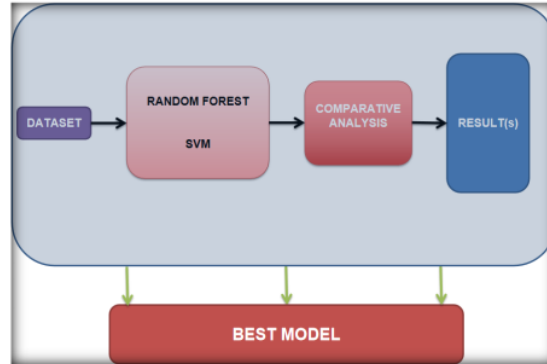 DATASET
RANDOM FOREST
SVM
COMPARATIVE
ANALYSIS
RESULT(s)
BEST MODEL